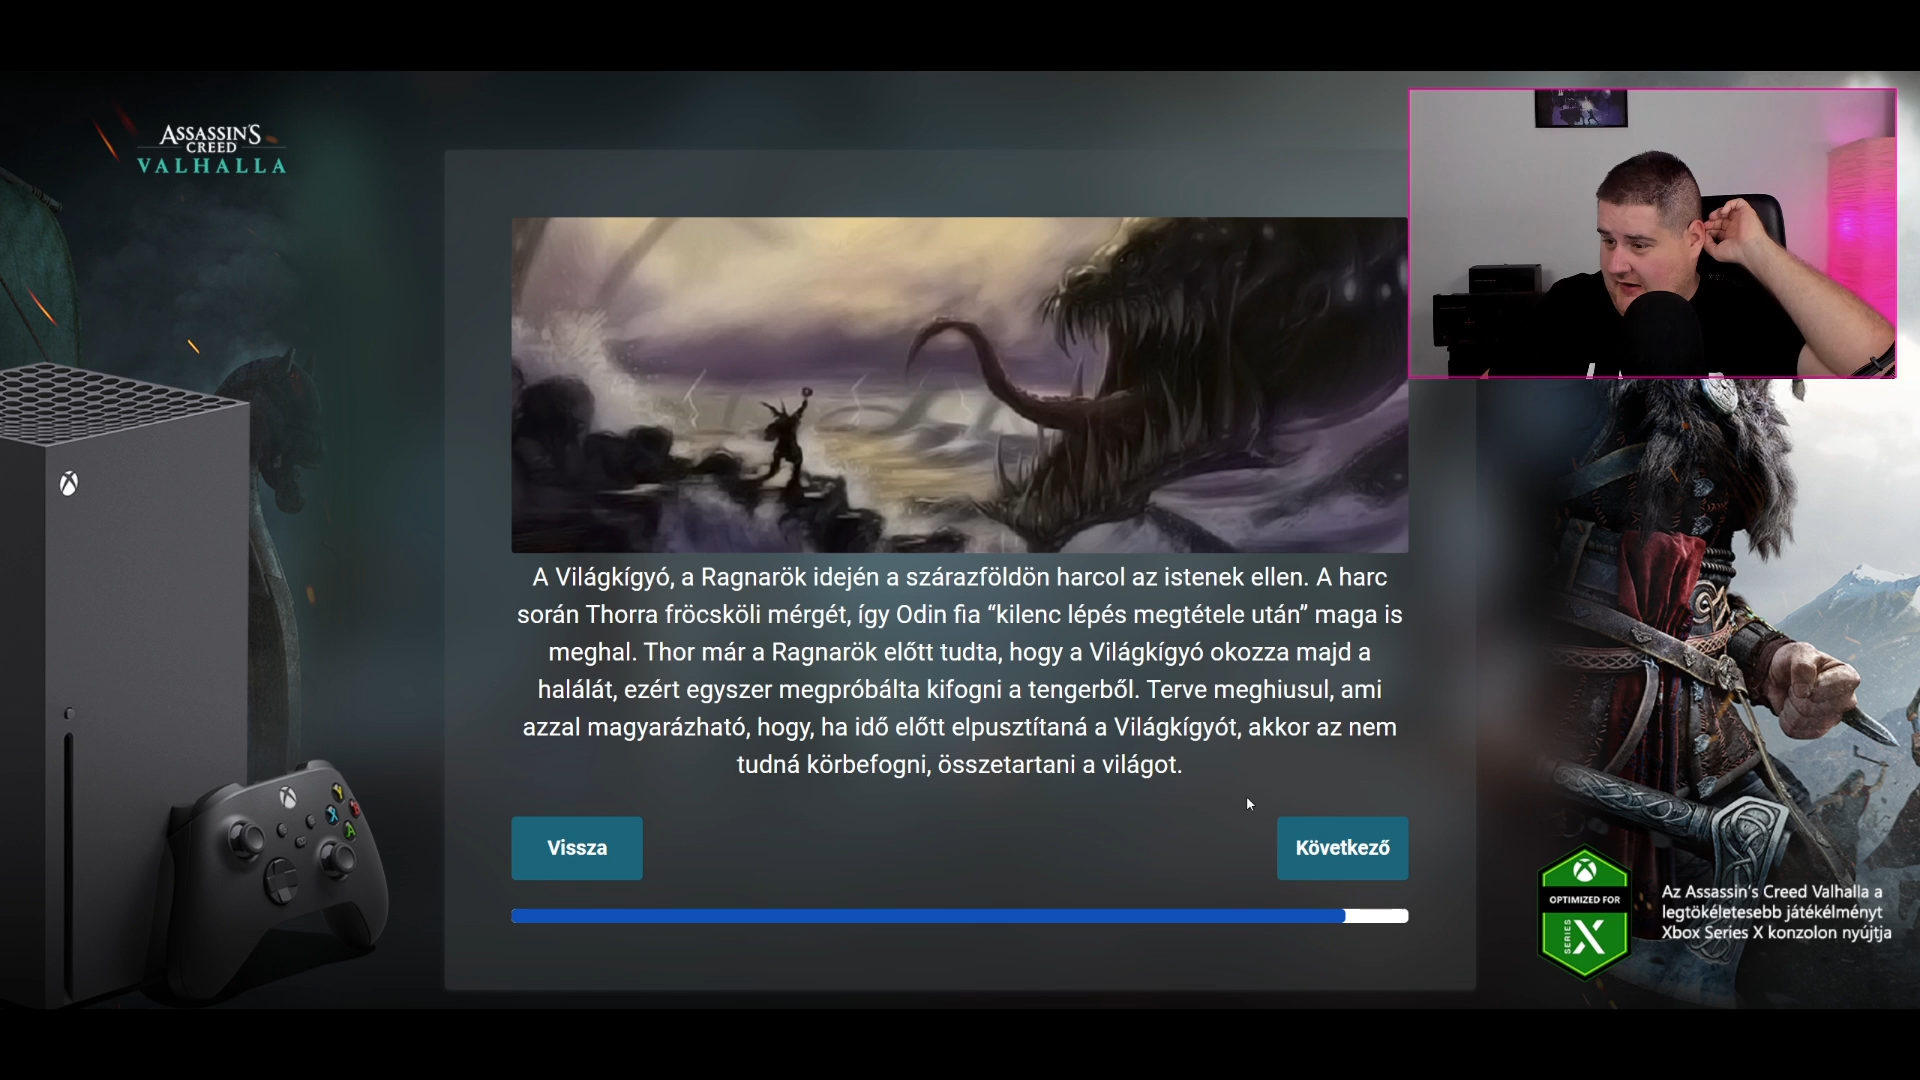 ASSASSIN'S
CREED
VALHALLA
A Világkígyó, a Ragnarök idején a szárazföldön harcol az istenek ellen. A harc
során Thorra fröcsköli mérgét, így Odin fia “kilenc lépés megtétele után” maga is
meghal. Thor már a Ragnarök előtt tudta, hogy a Világkígyó okozza majd a
halálát, ezért egyszer megpróbálta kifogni a tengerből. Terve meghiusul, ami
azzal magyarázható, hogy, ha idő előtt elpusztítaná a Világkígyót, akkor az nem
tudná körbefogni, összetartani a világot.
Vissza
Következő
Y
X
B
A
OPTIMIZED FOR
SERIES X
Az Assassin's Creed Valhalla a
legtökéletesebb játékélményt
Xbox Series X konzolon nyújtja